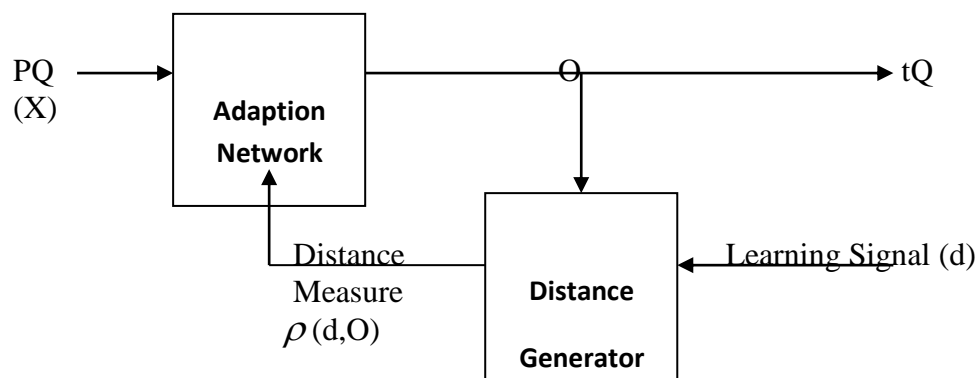 PQ
(X)
Adaption
Network
O
tQ
Distance
Measure
ρ (d,O)
Learning Signal (d)
Distance
Generator